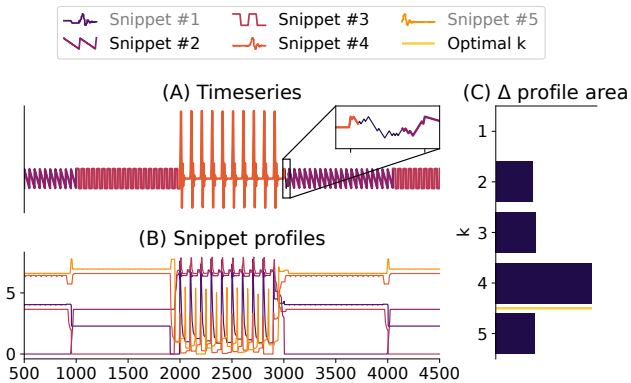 Snippet #1 Snippet #3 Snippet #5
Snippet #2 Snippet #4 Optimal k
(A) Timeseries
(C) Δ profile area
1
2
3
4
5
k
(B) Snippet profiles
5
0
500 1000 1500 2000 2500 3000 3500 4000 4500